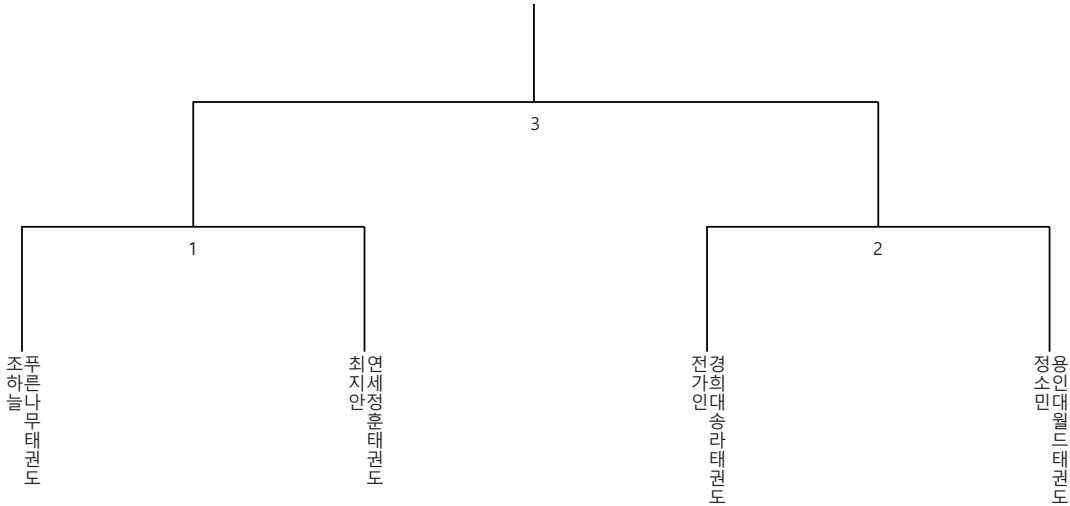 3
1
2
푸른나무태권도
조하늘
연세정훈태권도
최지안
경희대송라태권도
전가인
용인대월드태권도
정소민